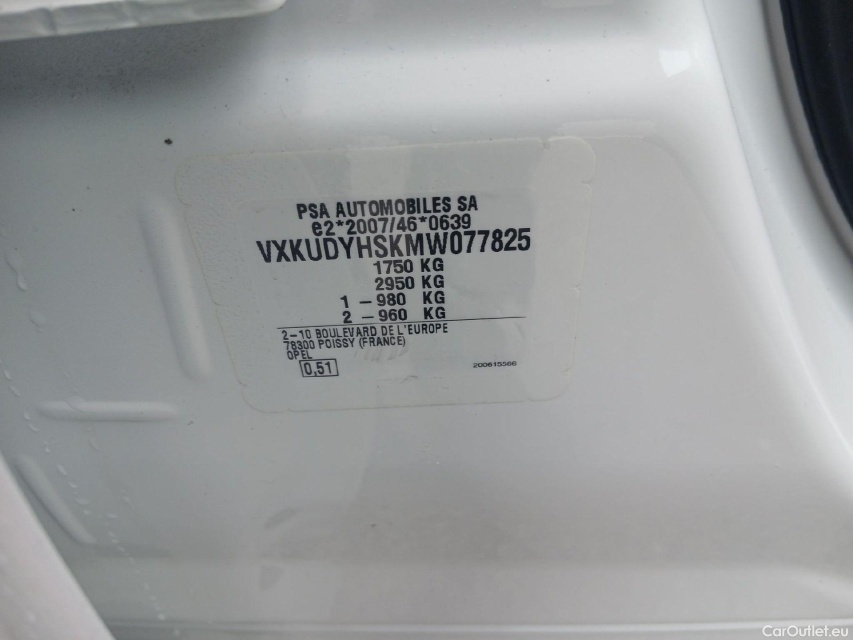 PSA AUTOMOBILES SA
e2*2007/46*0639
VXKUDYHSKMW077825
1750 KG
2950 KG
1 – 980 KG
2 – 960 KG
2–10 BOULEVARD DE L'EUROPE
78300 POISSY (FRANCE)
OPEL
0,51
200615566
CarOutlet.eu